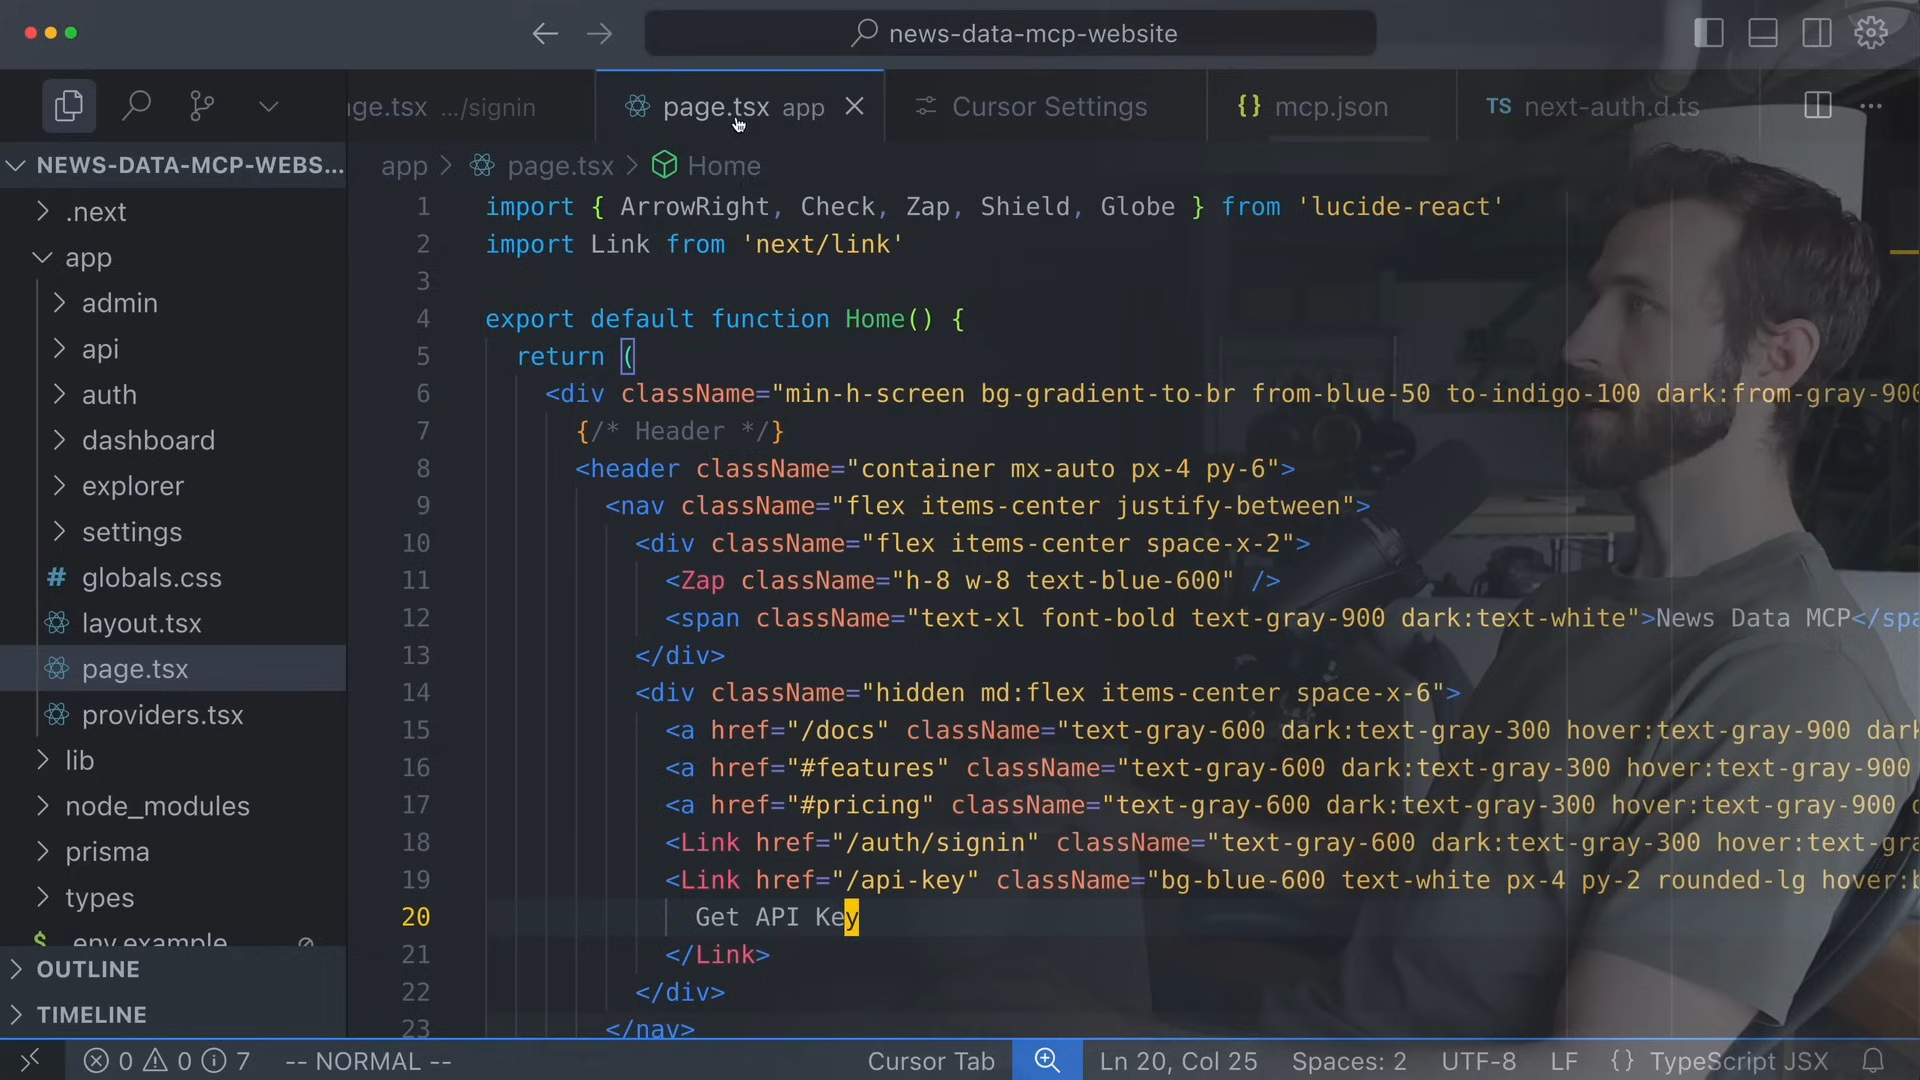 news-data-mcp-website
ge.tsx .../signin
page.tsx app
Cursor Settings
{} mcp.json
TS next-auth.d.ts
NEWS-DATA-MCP-WEBS...
.next
app
admin
api
auth
dashboard
explorer
settings
# globals.css
layout.tsx
page.tsx
providers.tsx
lib
node_modules
prisma
types
$ .env.example
OUTLINE
TIMELINE
app > page.tsx > Home
1 import { ArrowRight, Check, Zap, Shield, Globe } from 'lucide-react'
2 import Link from 'next/link'
3
4 export default function Home() {
5 return (
6 <div className="min-h-screen bg-gradient-to-br from-blue-50 to-indigo-100 dark:from-gray-900
7 {/* Header */}
8 <header className="container mx-auto px-4 py-6">
9 <nav className="flex items-center justify-between">
10 <div className="flex items-center space-x-2">
11 <Zap className="h-8 w-8 text-blue-600" />
12 <span className="text-xl font-bold text-gray-900 dark:text-white">News Data MCP</spa
13 </div>
14 <div className="hidden md:flex items-center space-x-6">
15 <a href="/docs" className="text-gray-600 dark:text-gray-300 hover:text-gray-900 dark
16 <a href="#features" className="text-gray-600 dark:text-gray-300 hover:text-gray-900
17 <a href="#pricing" className="text-gray-600 dark:text-gray-300 hover:text-gray-900 d
18 <Link href="/auth/signin" className="text-gray-600 dark:text-gray-300 hover:text-gra
19 <Link href="/api-key" className="bg-blue-600 text-white px-4 py-2 rounded-lg hover:b
20 Get API Key
21 </Link>
22 </div>
23 </nav>
0 0 7 -- NORMAL --
Cursor Tab
Ln 20, Col 25 Spaces: 2 UTF-8 LF {} TypeScript JSX